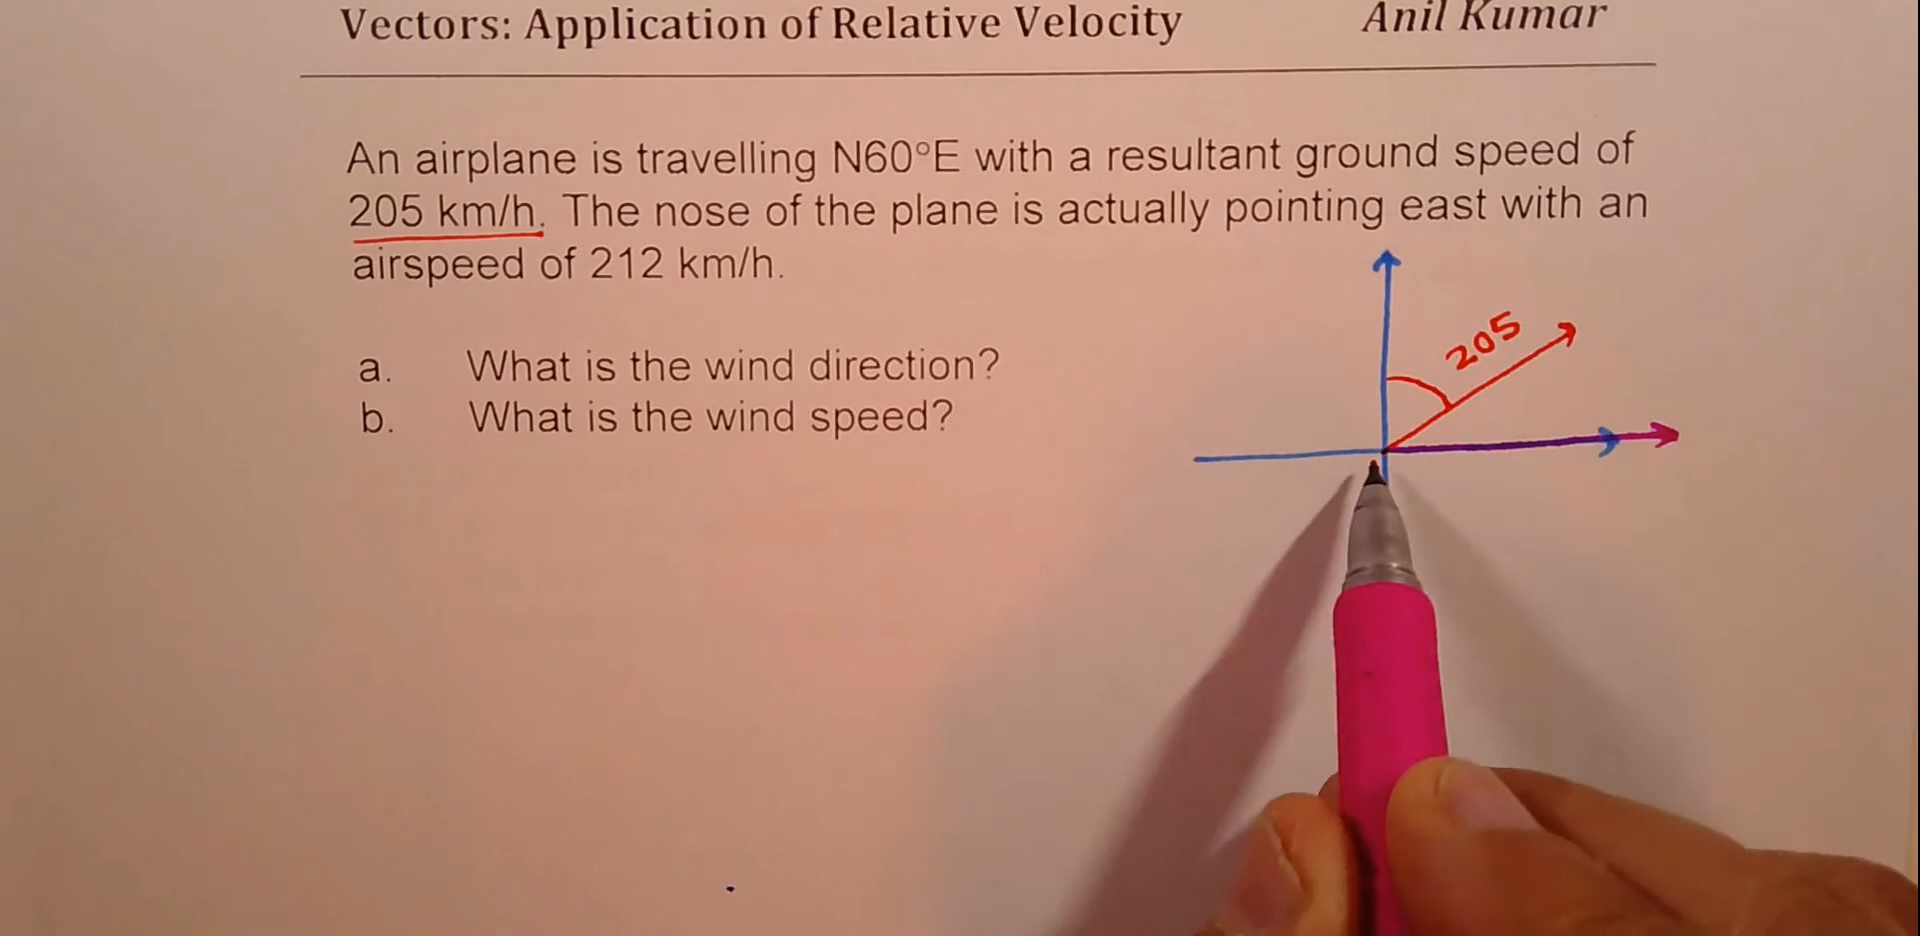 Vectors: Application of Relative Velocity Anil Kumar
An airplane is travelling N60°E with a resultant ground speed of
205 km/h. The nose of the plane is actually pointing east with an
airspeed of 212 km/h.
205
a. What is the wind direction?
b. What is the wind speed?